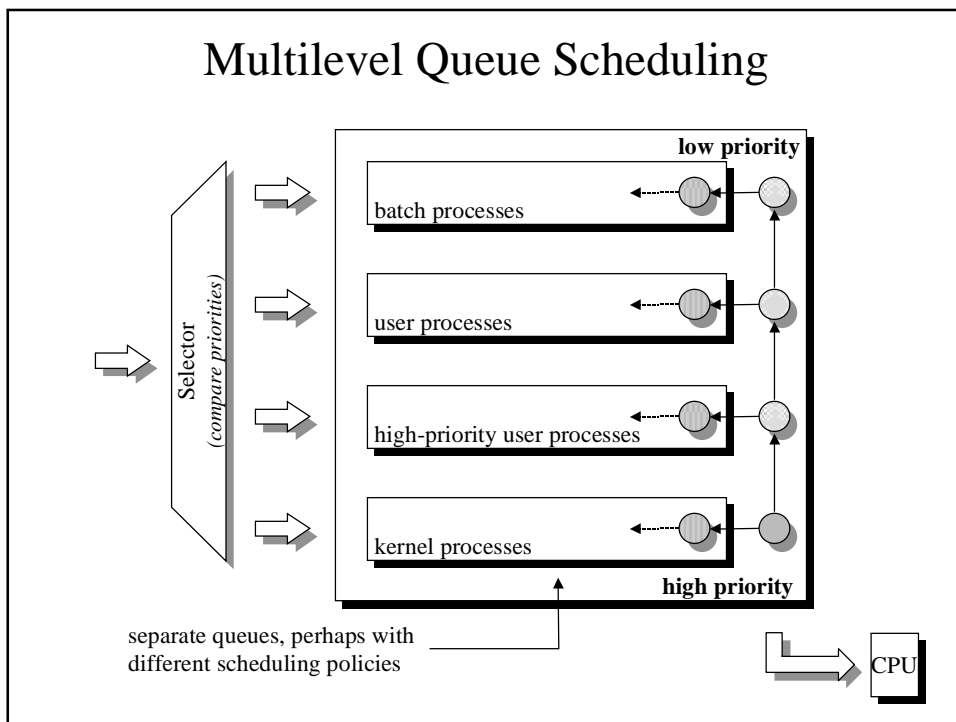 Multilevel Queue Scheduling
low priority
batch processes
user processes
Selector
(compare priorities)
high-priority user processes
kernel processes
high priority
separate queues, perhaps with
different scheduling policies
CPU